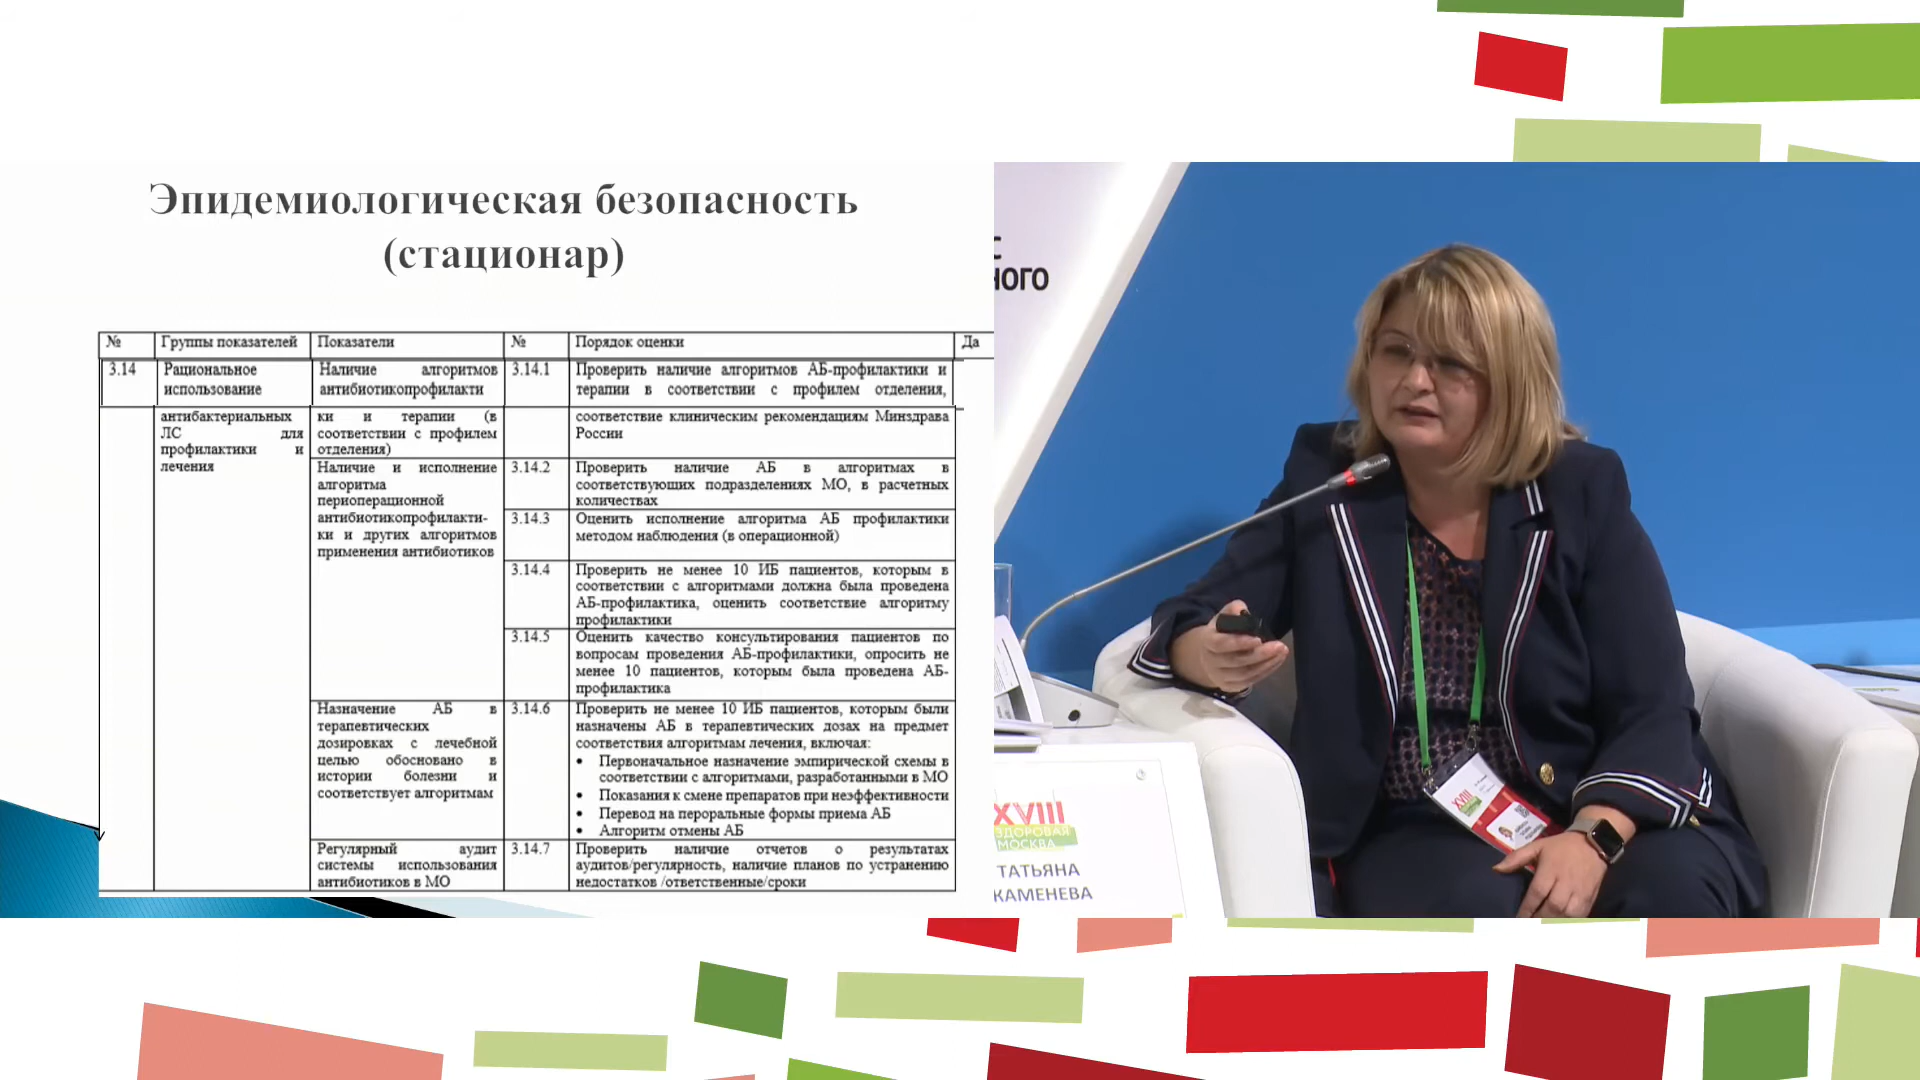 Эпидемиологическая безопасность
(стационар)
№ Группы показателей Показатели № Порядок оценки Да
3.14 Рациональное использование
Наличие алгоритмов антибиотикопрофилакти
3.14.1 Проверить наличие алгоритмов АБ-профилактики и
терапии в соответствии с профилем отделения,
антибактериальных
ЛС для
профилактики и
лечения
ки и терапии (в
соответствии с профилем
отделения)
соответствие клиническим рекомендациям Минздрава
России
Наличие и исполнение
алгоритма
периоперационной
антибиотикопрофилакти-
ки и других алгоритмов
применения антибиотиков
3.14.2 Проверить наличие АБ в алгоритмах в
соответствующих подразделениях МО, в расчетных
количествах
3.14.3 Оценить исполнение алгоритма АБ профилактики
методом наблюдения (в операционной)
3.14.4 Проверить не менее 10 ИБ пациентов, которым в
соответствии с алгоритмами должна была проведена
АБ-профилактика, оценить соответствие алгоритму
профилактики
3.14.5 Оценить качество консультирования пациентов по
вопросам проведения АБ-профилактики, опросить не
менее 10 пациентов, которым была проведена АБ-
профилактика
Назначение АБ в
терапевтических
дозировках с лечебной
целью обосновано в
истории болезни и
соответствует алгоритмам
3.14.6 Проверить не менее 10 ИБ пациентов, которым были
назначены АБ в терапевтических дозах на предмет
соответствия алгоритмам лечения, включая:
• Первоначальное назначение эмпирической схемы в
соответствии с алгоритмами, разработанными в МО
• Показания к смене препаратов при неэффективности
• Перевод на пероральные формы приема АБ
• Алгоритм отмены АБ
Регулярный аудит
системы использования
антибиотиков в МО
3.14.7 Проверить наличие отчетов о результатах
аудитов/регулярность, наличие планов по устранению
недостатков /ответственные/сроки
С
НОГО
XVIII
ЗДОРОВАЯ
МОСКВА
ТАТЬЯНА
КАМЕНЕВА
XVIII